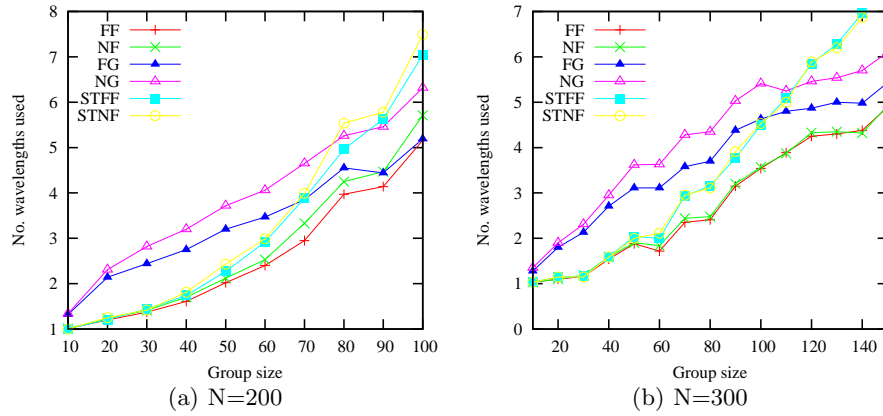 8
7
6
5
4
3
2
1
No. wavelengths used
FF
NF
FG
NG
STFF
STNF
10 20 30 40 50 60 70 80 90 100
Group size
(a) N=200
7
6
5
4
3
2
1
0
No. wavelengths used
FF
NF
FG
NG
STFF
STNF
20 40 60 80 100 120 140
Group size
(b) N=300